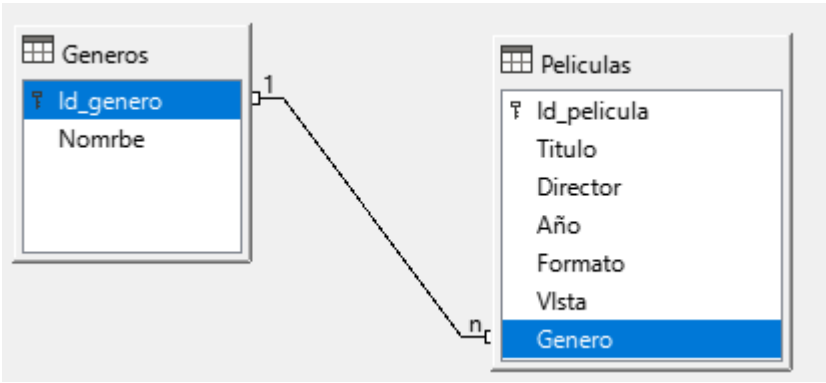 Generos
Id_genero
Nomrbe
1
n
Peliculas
Id_pelicula
Titulo
Director
Año
Formato
VIsta
Genero